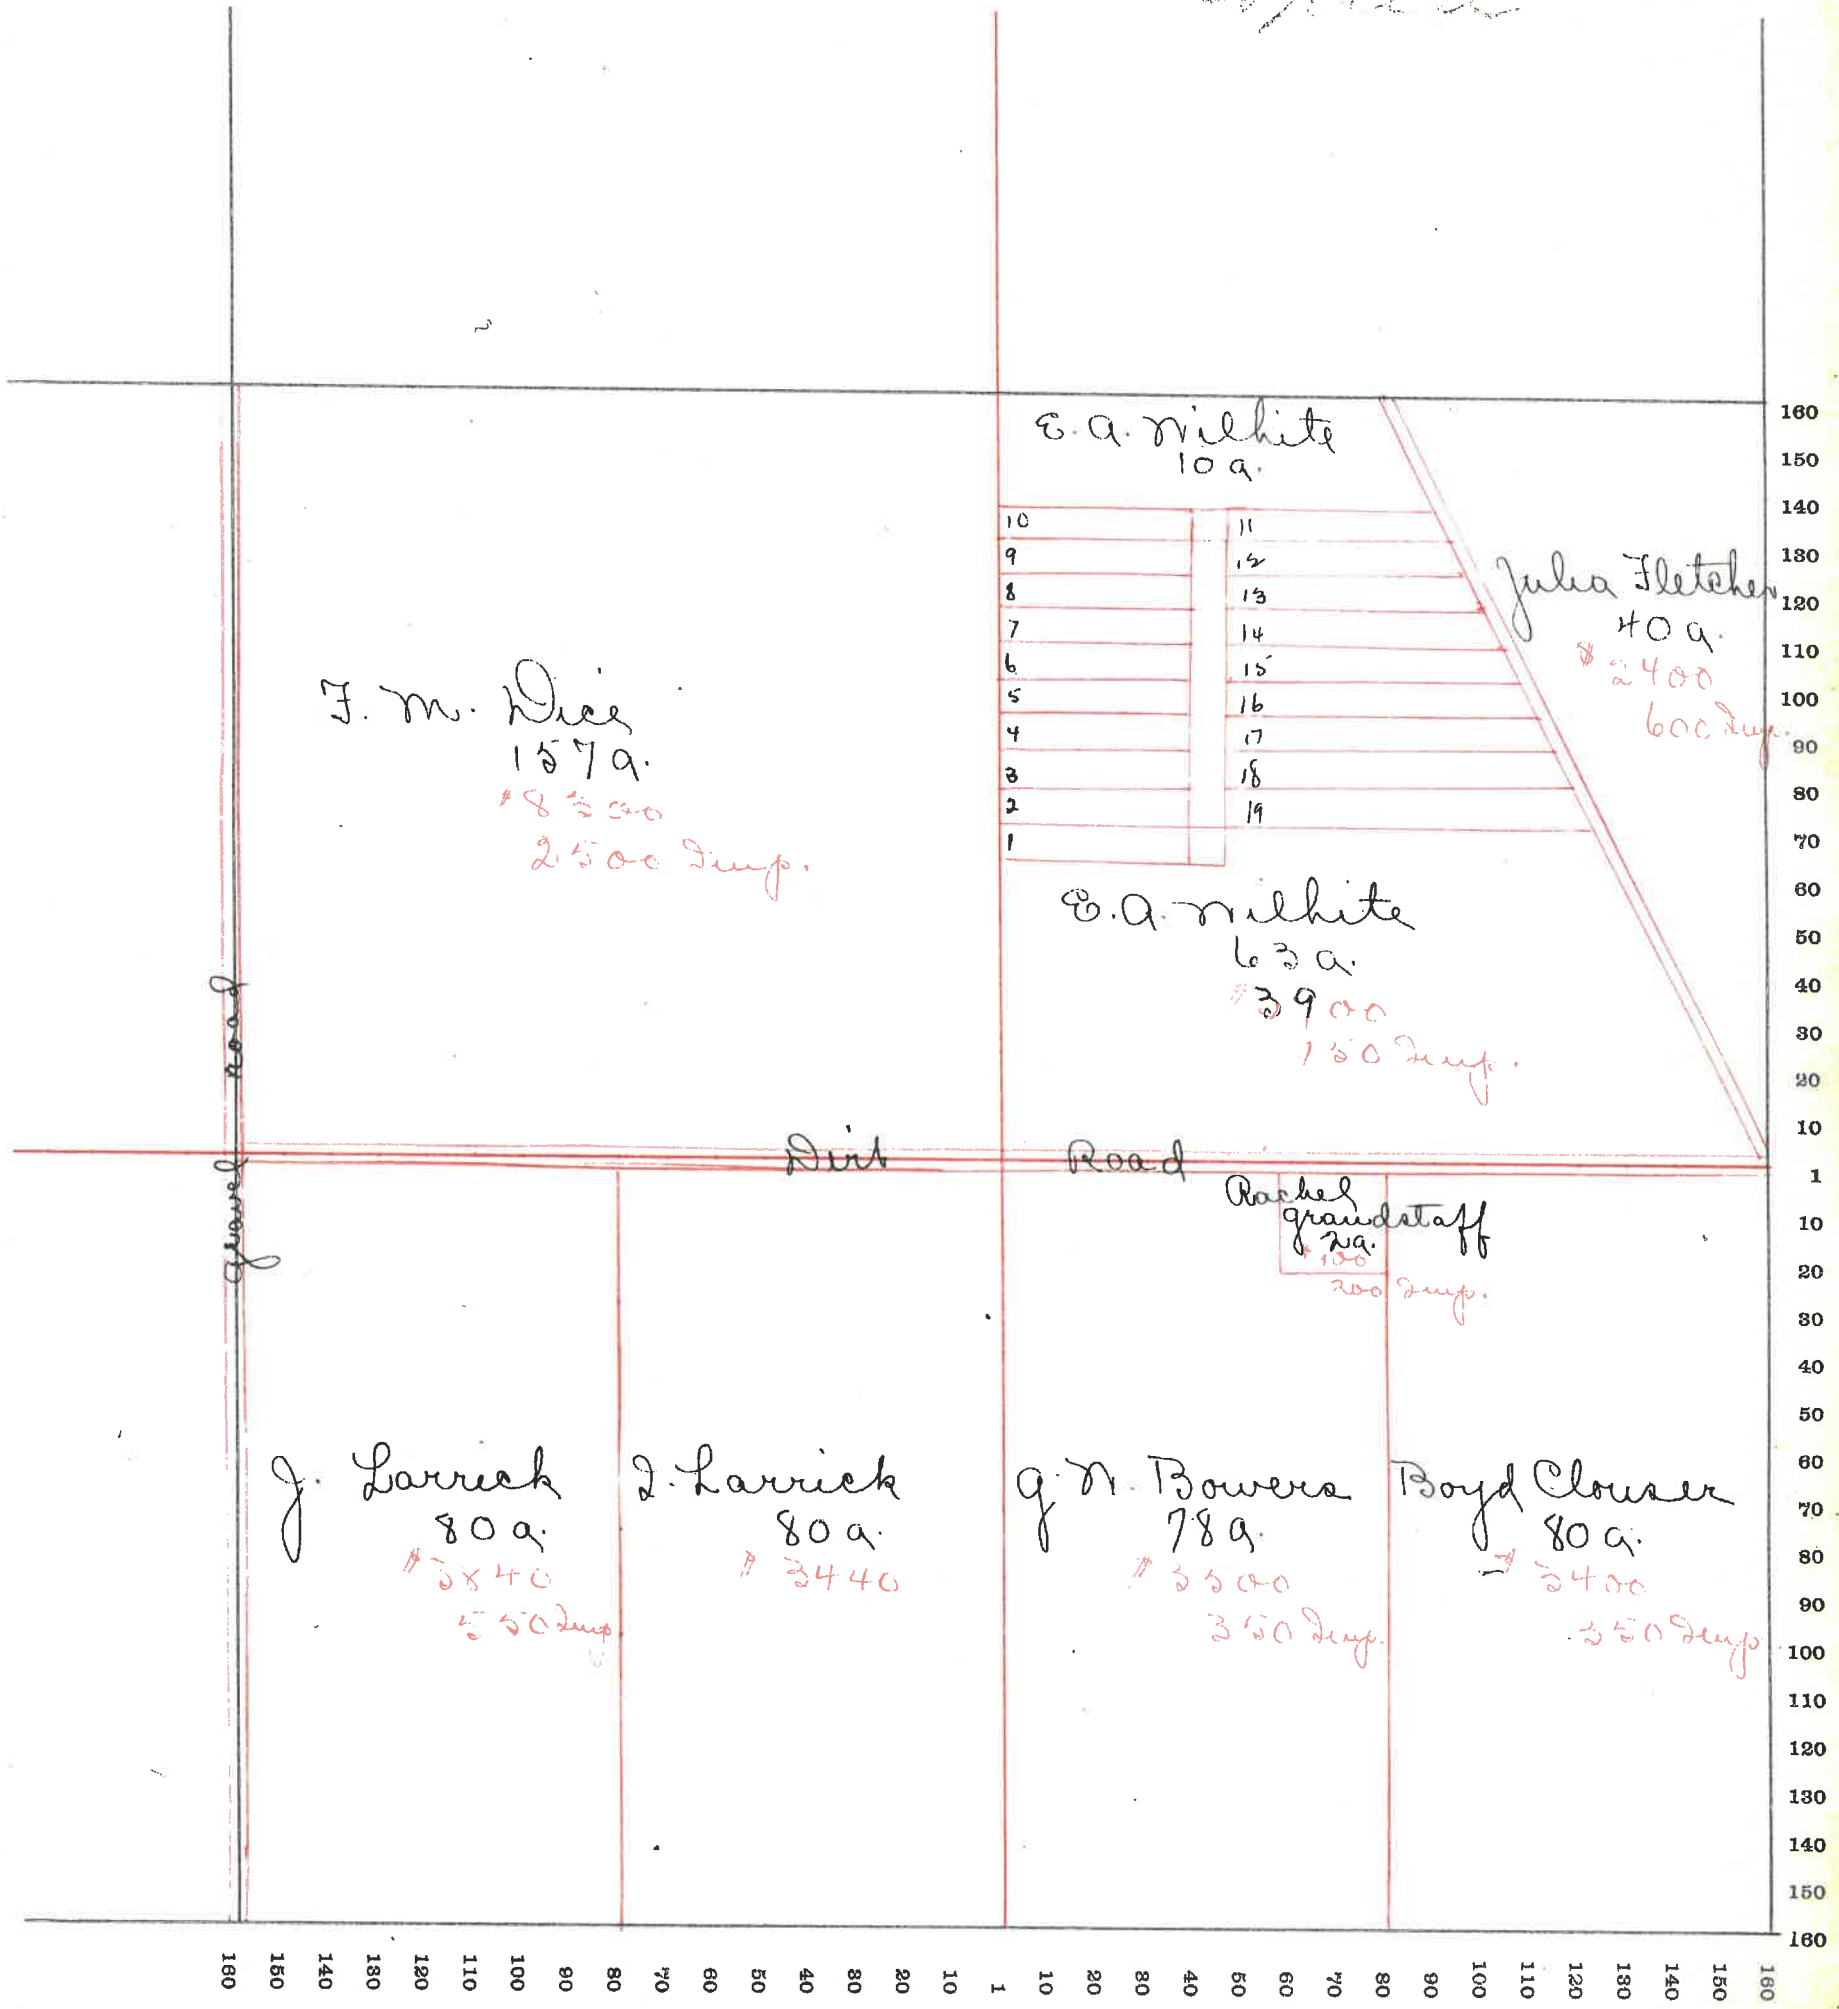 E. A. Wilhite
10 a.
10
9
8
7
6
5
4
3
2
1
11
12
13
14
15
16
17
18
19
Julia Fletcher
40 a.
$2400
600 Imp.
F. M. Dice
157 a.
2500 Imp.
E. A. Wilhite
63 a.
$3900
150 Imp.
Gravel Road
Dirt Road
Rachel
Grandstaff
2a.
$100
200 Imp.
J. Larrick
80 a.
550 Imp
I. Larrick
80 a.
$3440
G. N. Bowers
78 a.
350 Imp.
Boyd Clouser
80 a.
$3400
350 Imp
160
150
140
130
120
110
100
90
80
70
60
50
40
30
20
10
1
10
20
30
40
50
60
70
80
90
100
110
120
130
140
150
160
160 150 140 130 120 110 100 90 80 70 60 50 40 30 20 10 1 10 20 30 40 50 60 70 80 90 100 110 120 130 140 150 160